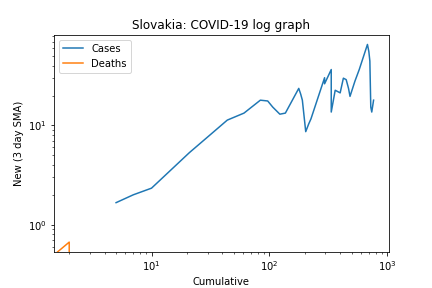 Slovakia: COVID-19 log graph
Cases
Deaths
New (3 day SMA)
10¹
10⁰
10¹
10²
10³
Cumulative